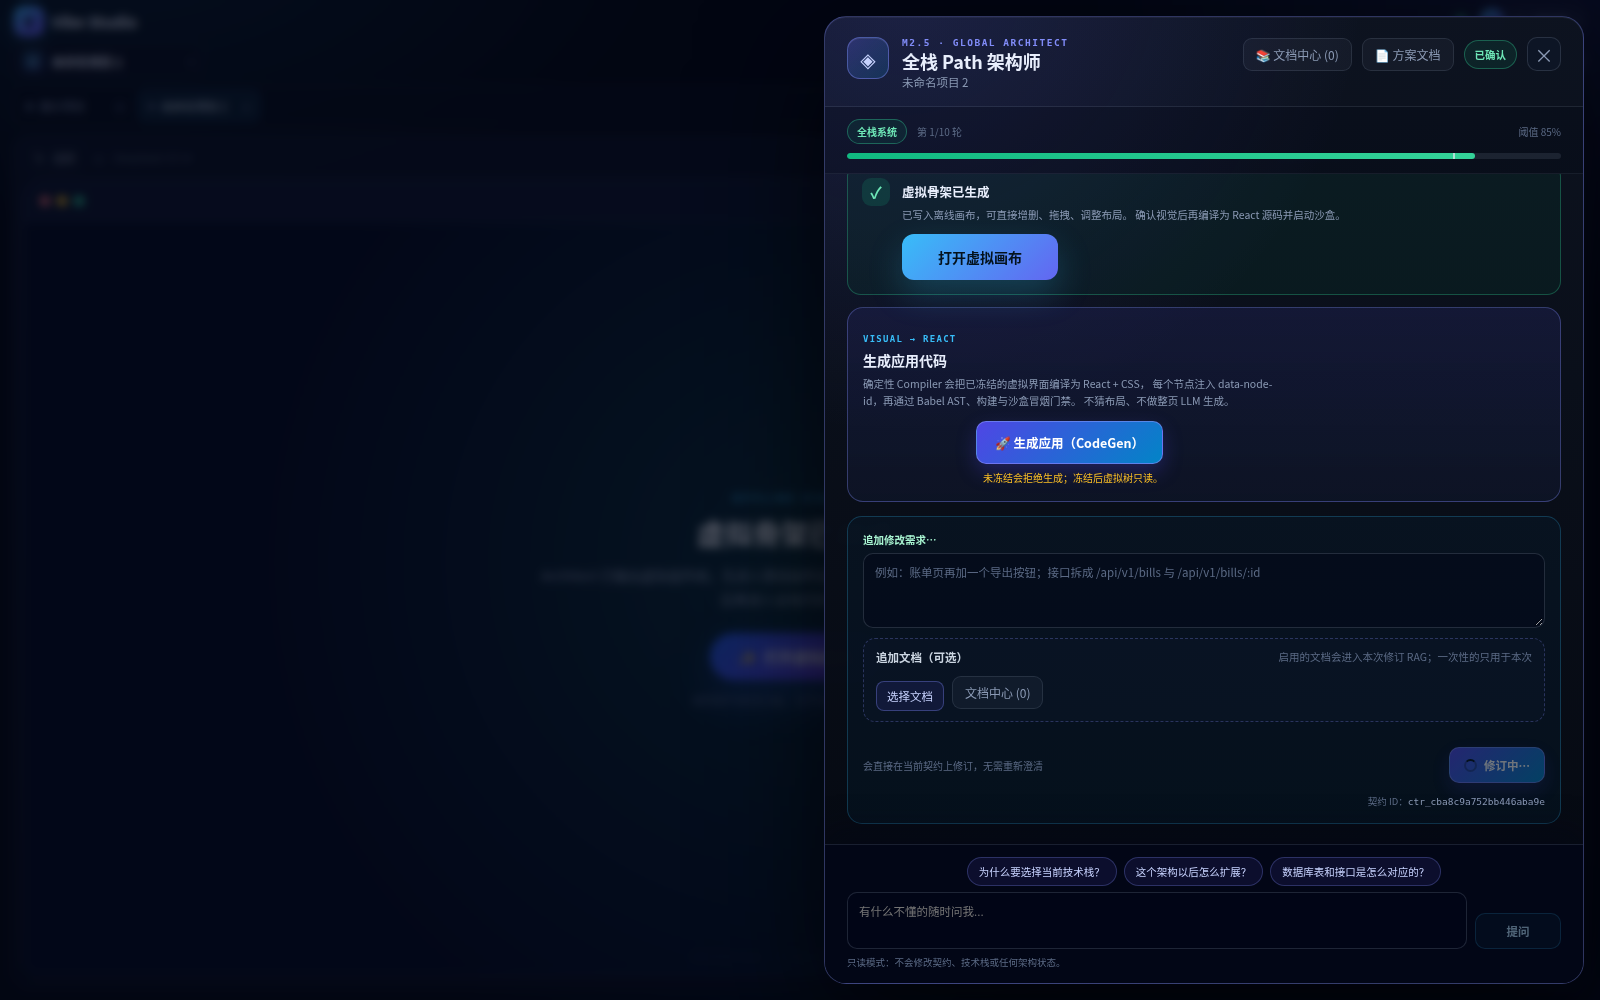 M2.5 · GLOBAL ARCHITECT
全栈 Path 架构师
未命名项目 2
📚 文档中心 (0)
📄 方案文档
已确认
全栈系统
第 1/10 轮
阈值 85%
虚拟骨架已生成
已写入离线画布，可直接增删、拖拽、调整布局。 确认视觉后再编译为 React 源码并启动沙盒。
打开虚拟画布
VISUAL → REACT
生成应用代码
确定性 Compiler 会把已冻结的虚拟界面编译为 React + CSS， 每个节点注入 data-node-
id，再通过 Babel AST、构建与沙盒冒烟门禁。 不猜布局、不做整页 LLM 生成。
🚀 生成应用（CodeGen）
未冻结会拒绝生成；冻结后虚拟树只读。
追加修改需求…
例如：账单页再加一个导出按钮；接口拆成 /api/v1/bills 与 /api/v1/bills/:id
追加文档（可选）
启用的文档会进入本次修订 RAG；一次性的只用于本次
选择文档
文档中心 (0)
会直接在当前契约上修订，无需重新澄清
修订中…
契约 ID：ctr_cba8c9a752bb446aba9e
为什么要选择当前技术栈？
这个架构以后怎么扩展？
数据库表和接口是怎么对应的？
有什么不懂的随时问我...
提问
只读模式：不会修改契约、技术栈或任何架构状态。